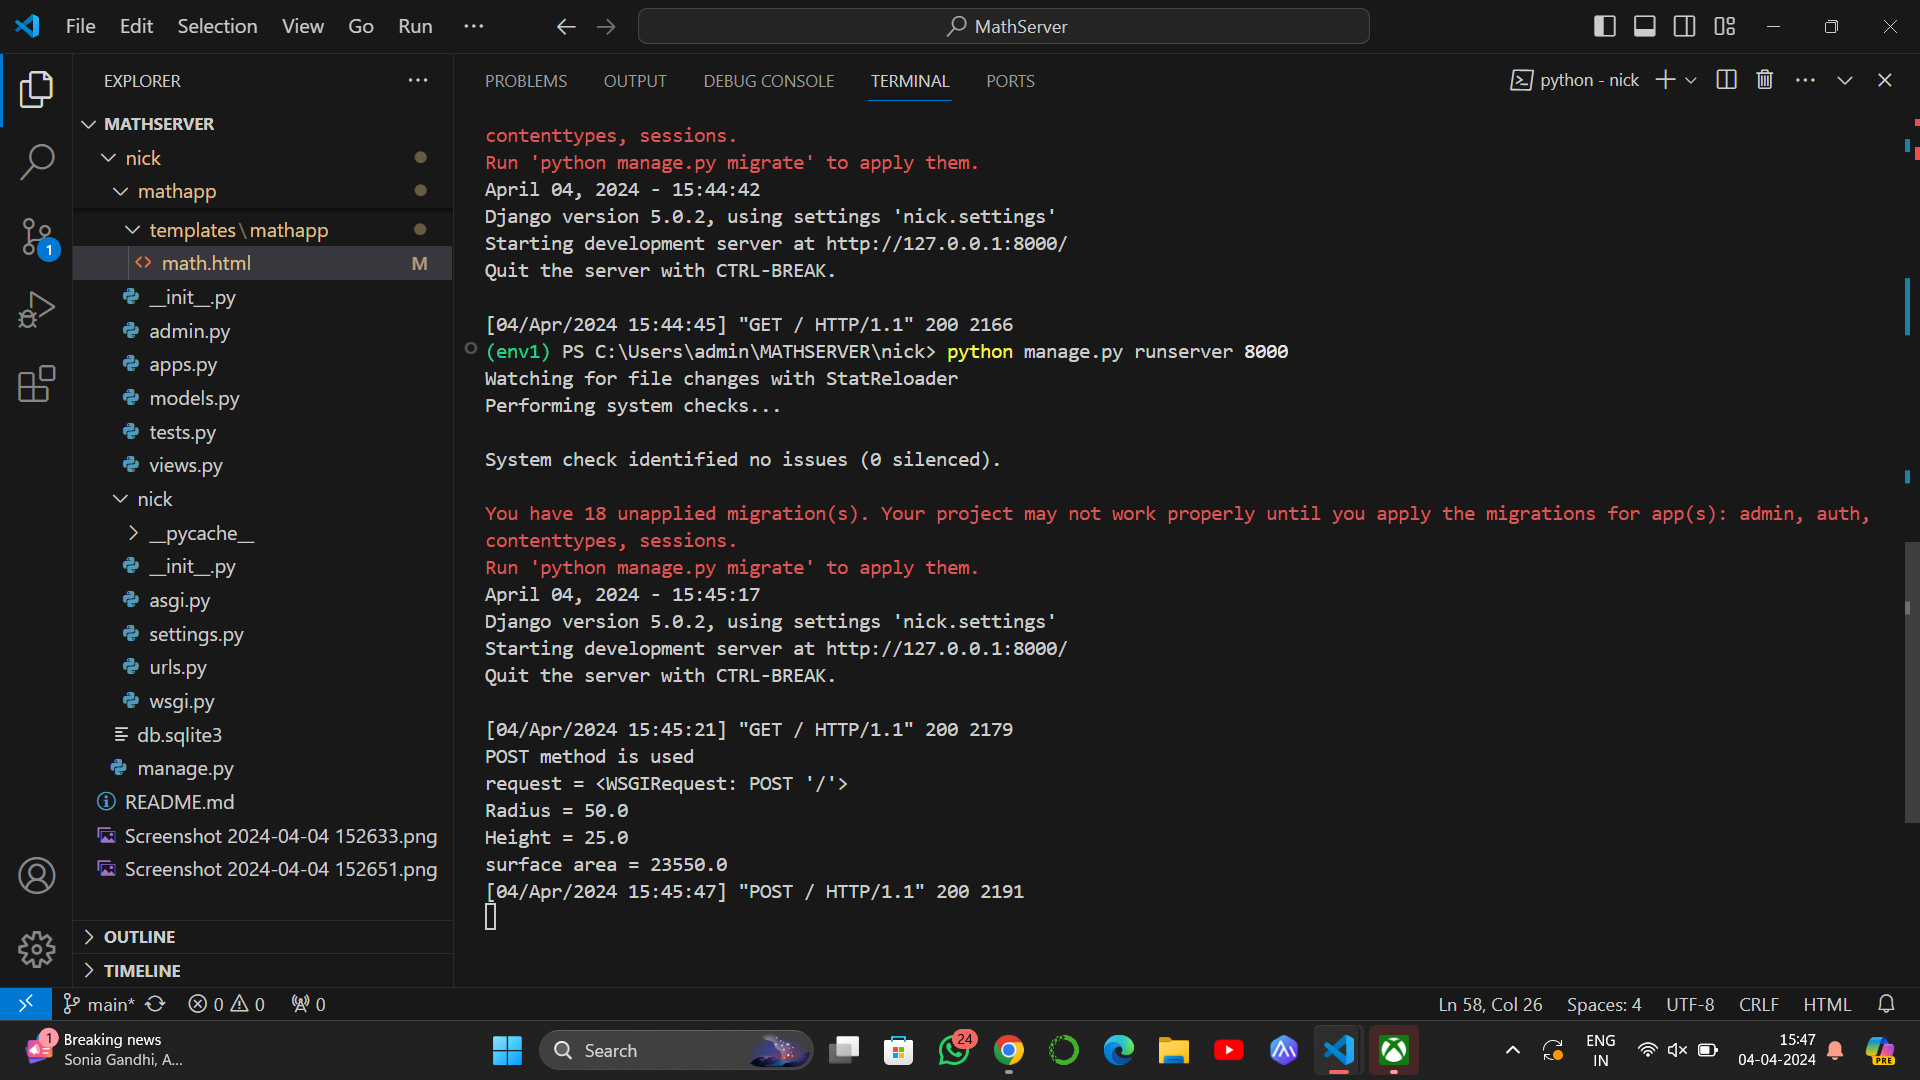 File Edit Selection View Go Run ···
MathServer
EXPLORER
MATHSERVER
nick
mathapp
templates\mathapp
math.html M
__init__.py
admin.py
apps.py
models.py
tests.py
views.py
nick
__pycache__
__init__.py
asgi.py
settings.py
urls.py
wsgi.py
db.sqlite3
manage.py
README.md
Screenshot 2024-04-04 152633.png
Screenshot 2024-04-04 152651.png
OUTLINE
TIMELINE
1
PROBLEMS OUTPUT DEBUG CONSOLE TERMINAL PORTS
python - nick
contenttypes, sessions.
Run 'python manage.py migrate' to apply them.
April 04, 2024 - 15:44:42
Django version 5.0.2, using settings 'nick.settings'
Starting development server at http://127.0.0.1:8000/
Quit the server with CTRL-BREAK.
[04/Apr/2024 15:44:45] "GET / HTTP/1.1" 200 2166
(env1) PS C:\Users\admin\MATHSERVER\nick> python manage.py runserver 8000
Watching for file changes with StatReloader
Performing system checks...
System check identified no issues (0 silenced).
You have 18 unapplied migration(s). Your project may not work properly until you apply the migrations for app(s): admin, auth,
contenttypes, sessions.
Run 'python manage.py migrate' to apply them.
April 04, 2024 - 15:45:17
Django version 5.0.2, using settings 'nick.settings'
Starting development server at http://127.0.0.1:8000/
Quit the server with CTRL-BREAK.
[04/Apr/2024 15:45:21] "GET / HTTP/1.1" 200 2179
POST method is used
request = <WSGIRequest: POST '/'>
Radius = 50.0
Height = 25.0
surface area = 23550.0
[04/Apr/2024 15:45:47] "POST / HTTP/1.1" 200 2191
main* 0 0 0
Ln 58, Col 26 Spaces: 4 UTF-8 CRLF HTML
1
Breaking news
Sonia Gandhi, A...
Search
24
ENG
IN
15:47
04-04-2024
PRE